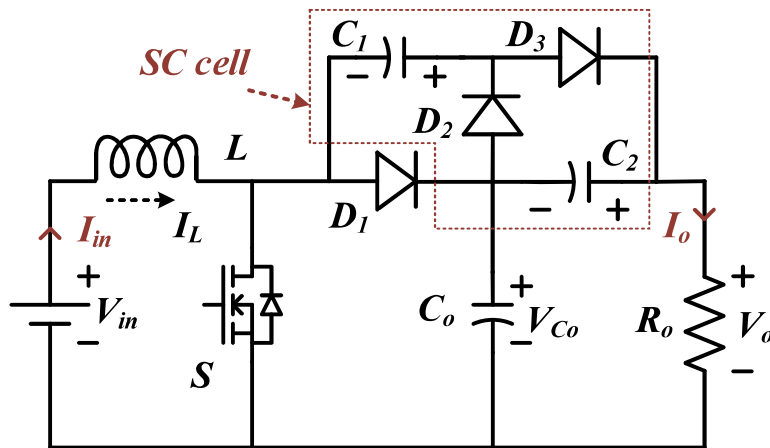 C1
D3
SC cell
− +
D2
L
C2
D1
− +
Iin
IL
Io
+
Vin
−
S
Co
+
VCo
−
Ro
+
Vo
−